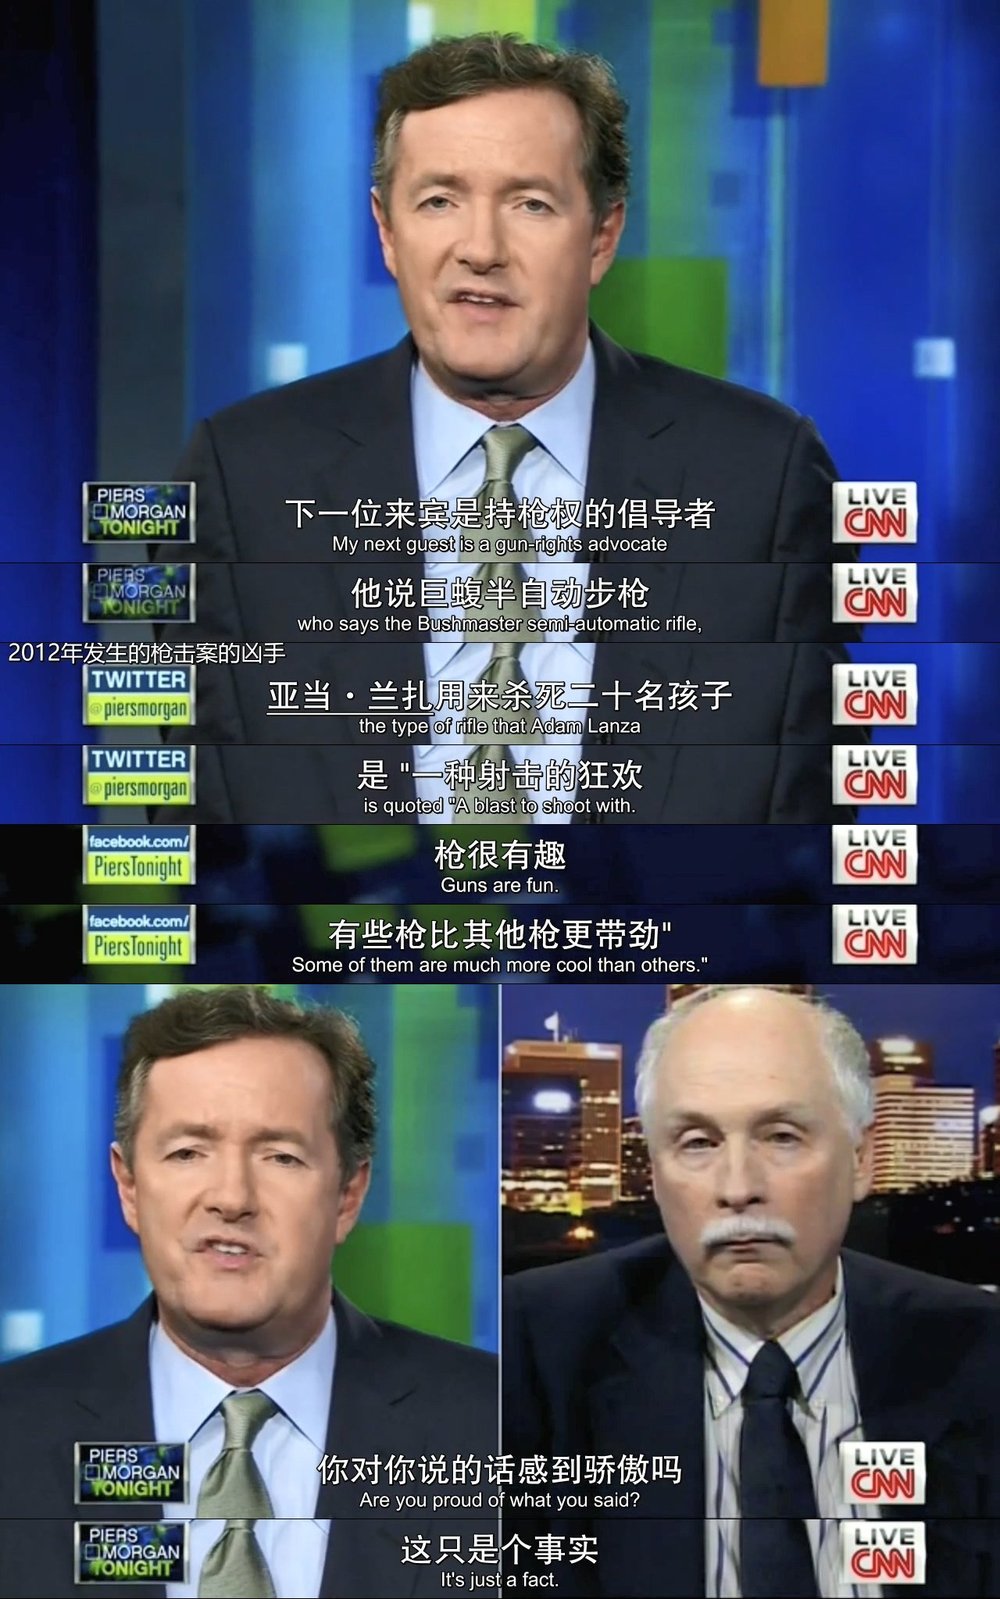 PIERS
MORGAN
TONIGHT
LIVE
CNN
下一位来宾是持枪权的倡导者
My next guest is a gun-rights advocate
PIERS
MORGAN
TONIGHT
LIVE
CNN
他说巨蝮半自动步枪
who says the Bushmaster semi-automatic rifle,
2012年发生的枪击案的凶手
TWITTER
@piersmorgan
LIVE
CNN
亚当·兰扎用来杀死二十名孩子
the type of rifle that Adam Lanza
TWITTER
@piersmorgan
LIVE
CNN
是 "一种射击的狂欢
is quoted "A blast to shoot with.
facebook.com/
PiersTonight
LIVE
CNN
枪很有趣
Guns are fun.
facebook.com/
PiersTonight
LIVE
CNN
有些枪比其他枪更带劲"
Some of them are much more cool than others."
PIERS
MORGAN
TONIGHT
LIVE
CNN
你对你说的话感到骄傲吗
Are you proud of what you said?
PIERS
MORGAN
TONIGHT
LIVE
CNN
这只是个事实
It's just a fact.